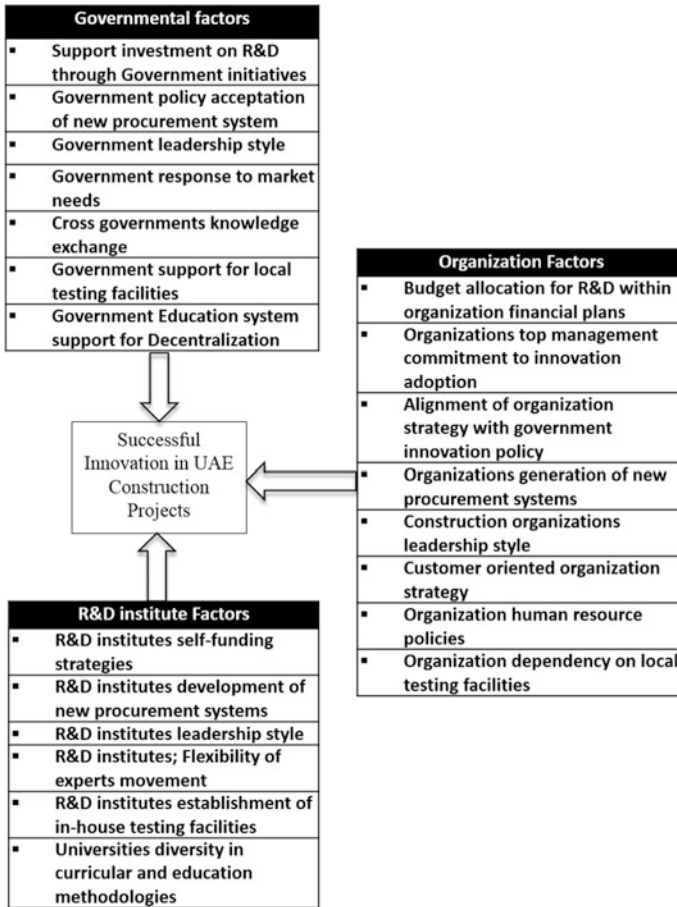 Governmental factors
▪ Support investment on R&D
through Government initiatives
▪ Government policy acceptation
of new procurement system
▪ Government leadership style
▪ Government response to market
needs
▪ Cross governments knowledge
exchange
▪ Government support for local
testing facilities
▪ Government Education system
support for Decentralization
Successful
Innovation in UAE
Construction
Projects
Organization Factors
▪ Budget allocation for R&D within
organization financial plans
▪ Organizations top management
commitment to innovation
adoption
▪ Alignment of organization
strategy with government
innovation policy
▪ Organizations generation of new
procurement systems
▪ Construction organizations
leadership style
▪ Customer oriented organization
strategy
▪ Organization human resource
policies
▪ Organization dependency on local
testing facilities
R&D institute Factors
▪ R&D institutes self-funding
strategies
▪ R&D institutes development of
new procurement systems
▪ R&D institutes leadership style
▪ R&D institutes; Flexibility of
experts movement
▪ R&D institutes establishment of
in-house testing facilities
▪ Universities diversity in
curricular and education
methodologies